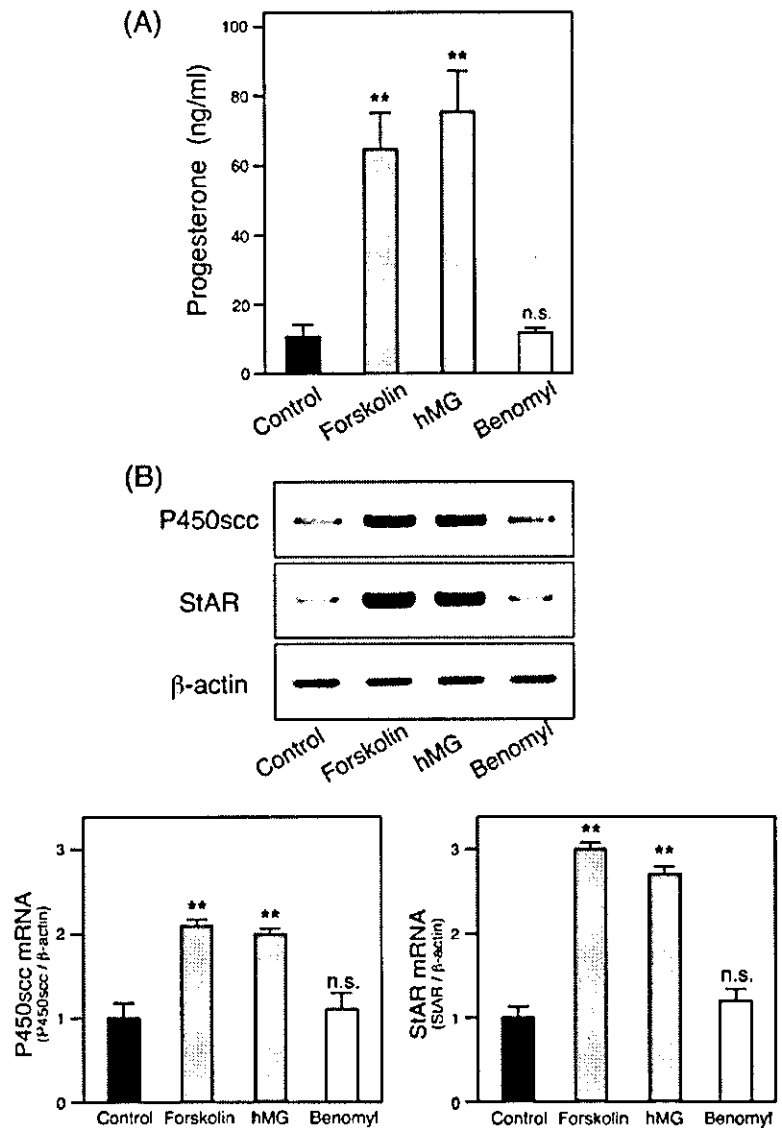 (A)
Progesterone (ng/ml)
100
80
60
40
20
0
**
**
n.s.
Control
Forskolin
hMG
Benomyl
(B)
P450scc
StAR
β-actin
Control
Forskolin
hMG
Benomyl
P450scc mRNA
(P450scc / β-actin)
3
2
1
0
**
**
n.s.
Control Forskolin hMG Benomyl
StAR mRNA
(StAR / β-actin)
3
2
1
0
**
**
n.s.
Control Forskolin hMG Benomyl